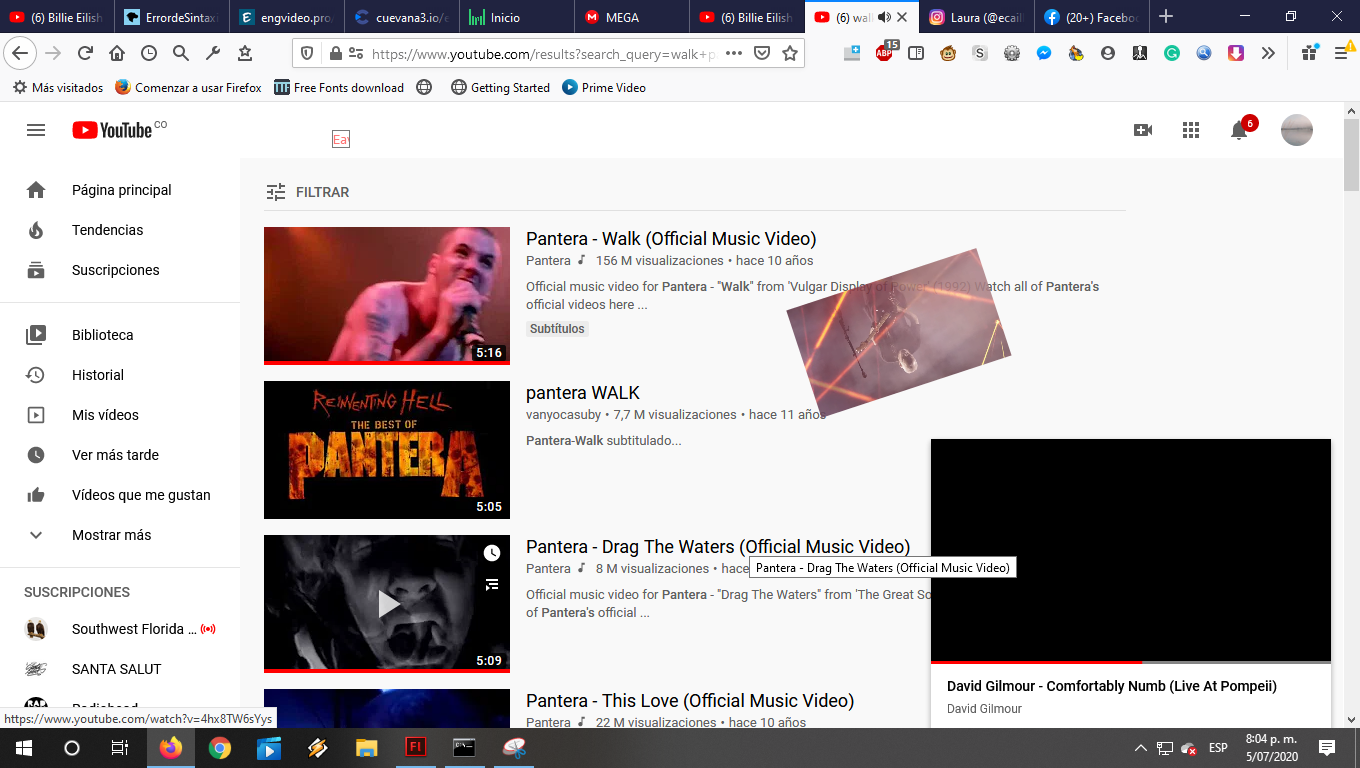 (6) Billie Eilish
ErrordeSintaxi
engvideo.pro/
cuevana3.io/e
Inicio
MEGA
(6) Billie Eilish
(6) wal
Laura (@ecail
(20+) Facebo
https://www.youtube.com/results?search_query=walk+p
ABP
15
S
Más visitados
Comenzar a usar Firefox
Free Fonts download
Getting Started
Prime Video
YouTube CO
6
FILTRAR
Página principal
Tendencias
Suscripciones
Biblioteca
Historial
Mis vídeos
Ver más tarde
Vídeos que me gustan
Mostrar más
SUSCRIPCIONES
Southwest Florida ...
SANTA SALUT
Pantera - Walk (Official Music Video)
Pantera 156 M visualizaciones • hace 10 años
Official music video for Pantera - "Walk" from 'Vulgar Display of Power' (1992) Watch all of Pantera's
official videos here ...
Subtítulos
5:16
REINVENTING HELL
THE BEST OF
PANTERA
5:05
pantera WALK
vanyocasuby • 7,7 M visualizaciones • hace 11 años
Pantera-Walk subtitulado...
Pantera - Drag The Waters (Official Music Video)
Pantera 8 M visualizaciones • hace
Pantera - Drag The Waters (Official Music Video)
Official music video for Pantera - "Drag The Waters" from 'The Great So
of Pantera's official ...
5:09
Pantera - This Love (Official Music Video)
Pantera 22 M visualizaciones • hace 10 años
David Gilmour - Comfortably Numb (Live At Pompeii)
David Gilmour
https://www.youtube.com/watch?v=4hx8TW6sYys
Fl
ESP
8:04 p. m.
5/07/2020